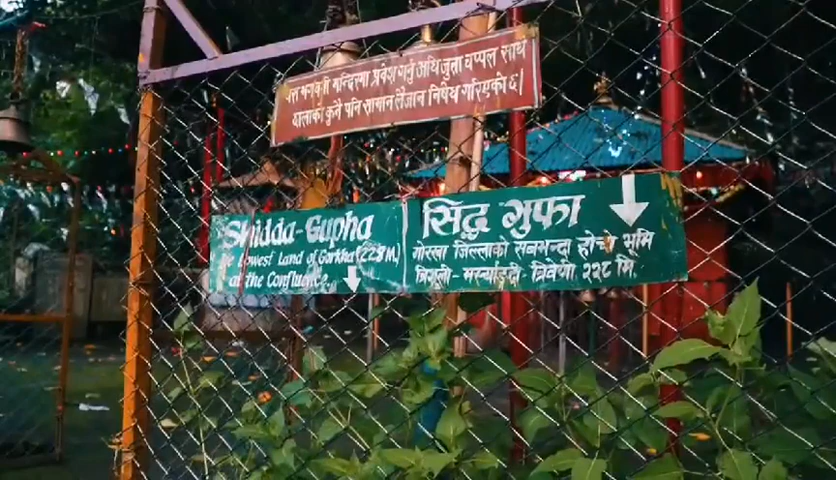 भगवती मन्दिरमा प्रवेश गर्नु अघि जुत्ता चप्पल साथै
छालाको कुनै पनि सामान लैजान निषेध गरिएको छ।
Shidda-Gupha
lowest Land of Gorkha (228 M.
at the Confluence
सिद्ध गुफा
गोरखा जिल्लाको सबभन्दा होचो भूमि
त्रिशुली-मर्स्याङ्दी त्रिवेणी २२८ मि.